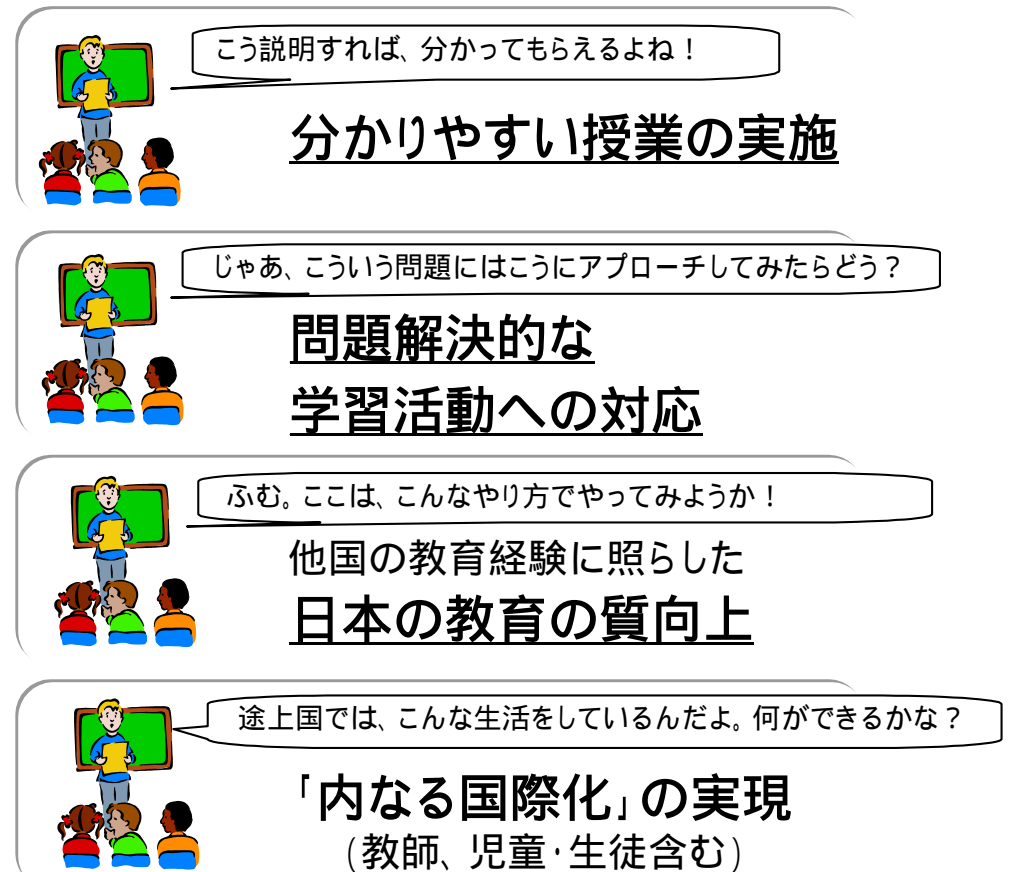 こう説明すれば、分かってもらえるよね！
分かりやすい授業の実施
じゃあ、こういう問題にはこうにアプローチしてみたらどう？
問題解決的な
学習活動への対応
ふむ。ここは、こんなやり方でやってみようか！
他国の教育経験に照らした
日本の教育の質向上
途上国では、こんな生活をしているんだよ。何ができるかな？
「内なる国際化」の実現
（教師、児童・生徒含む）